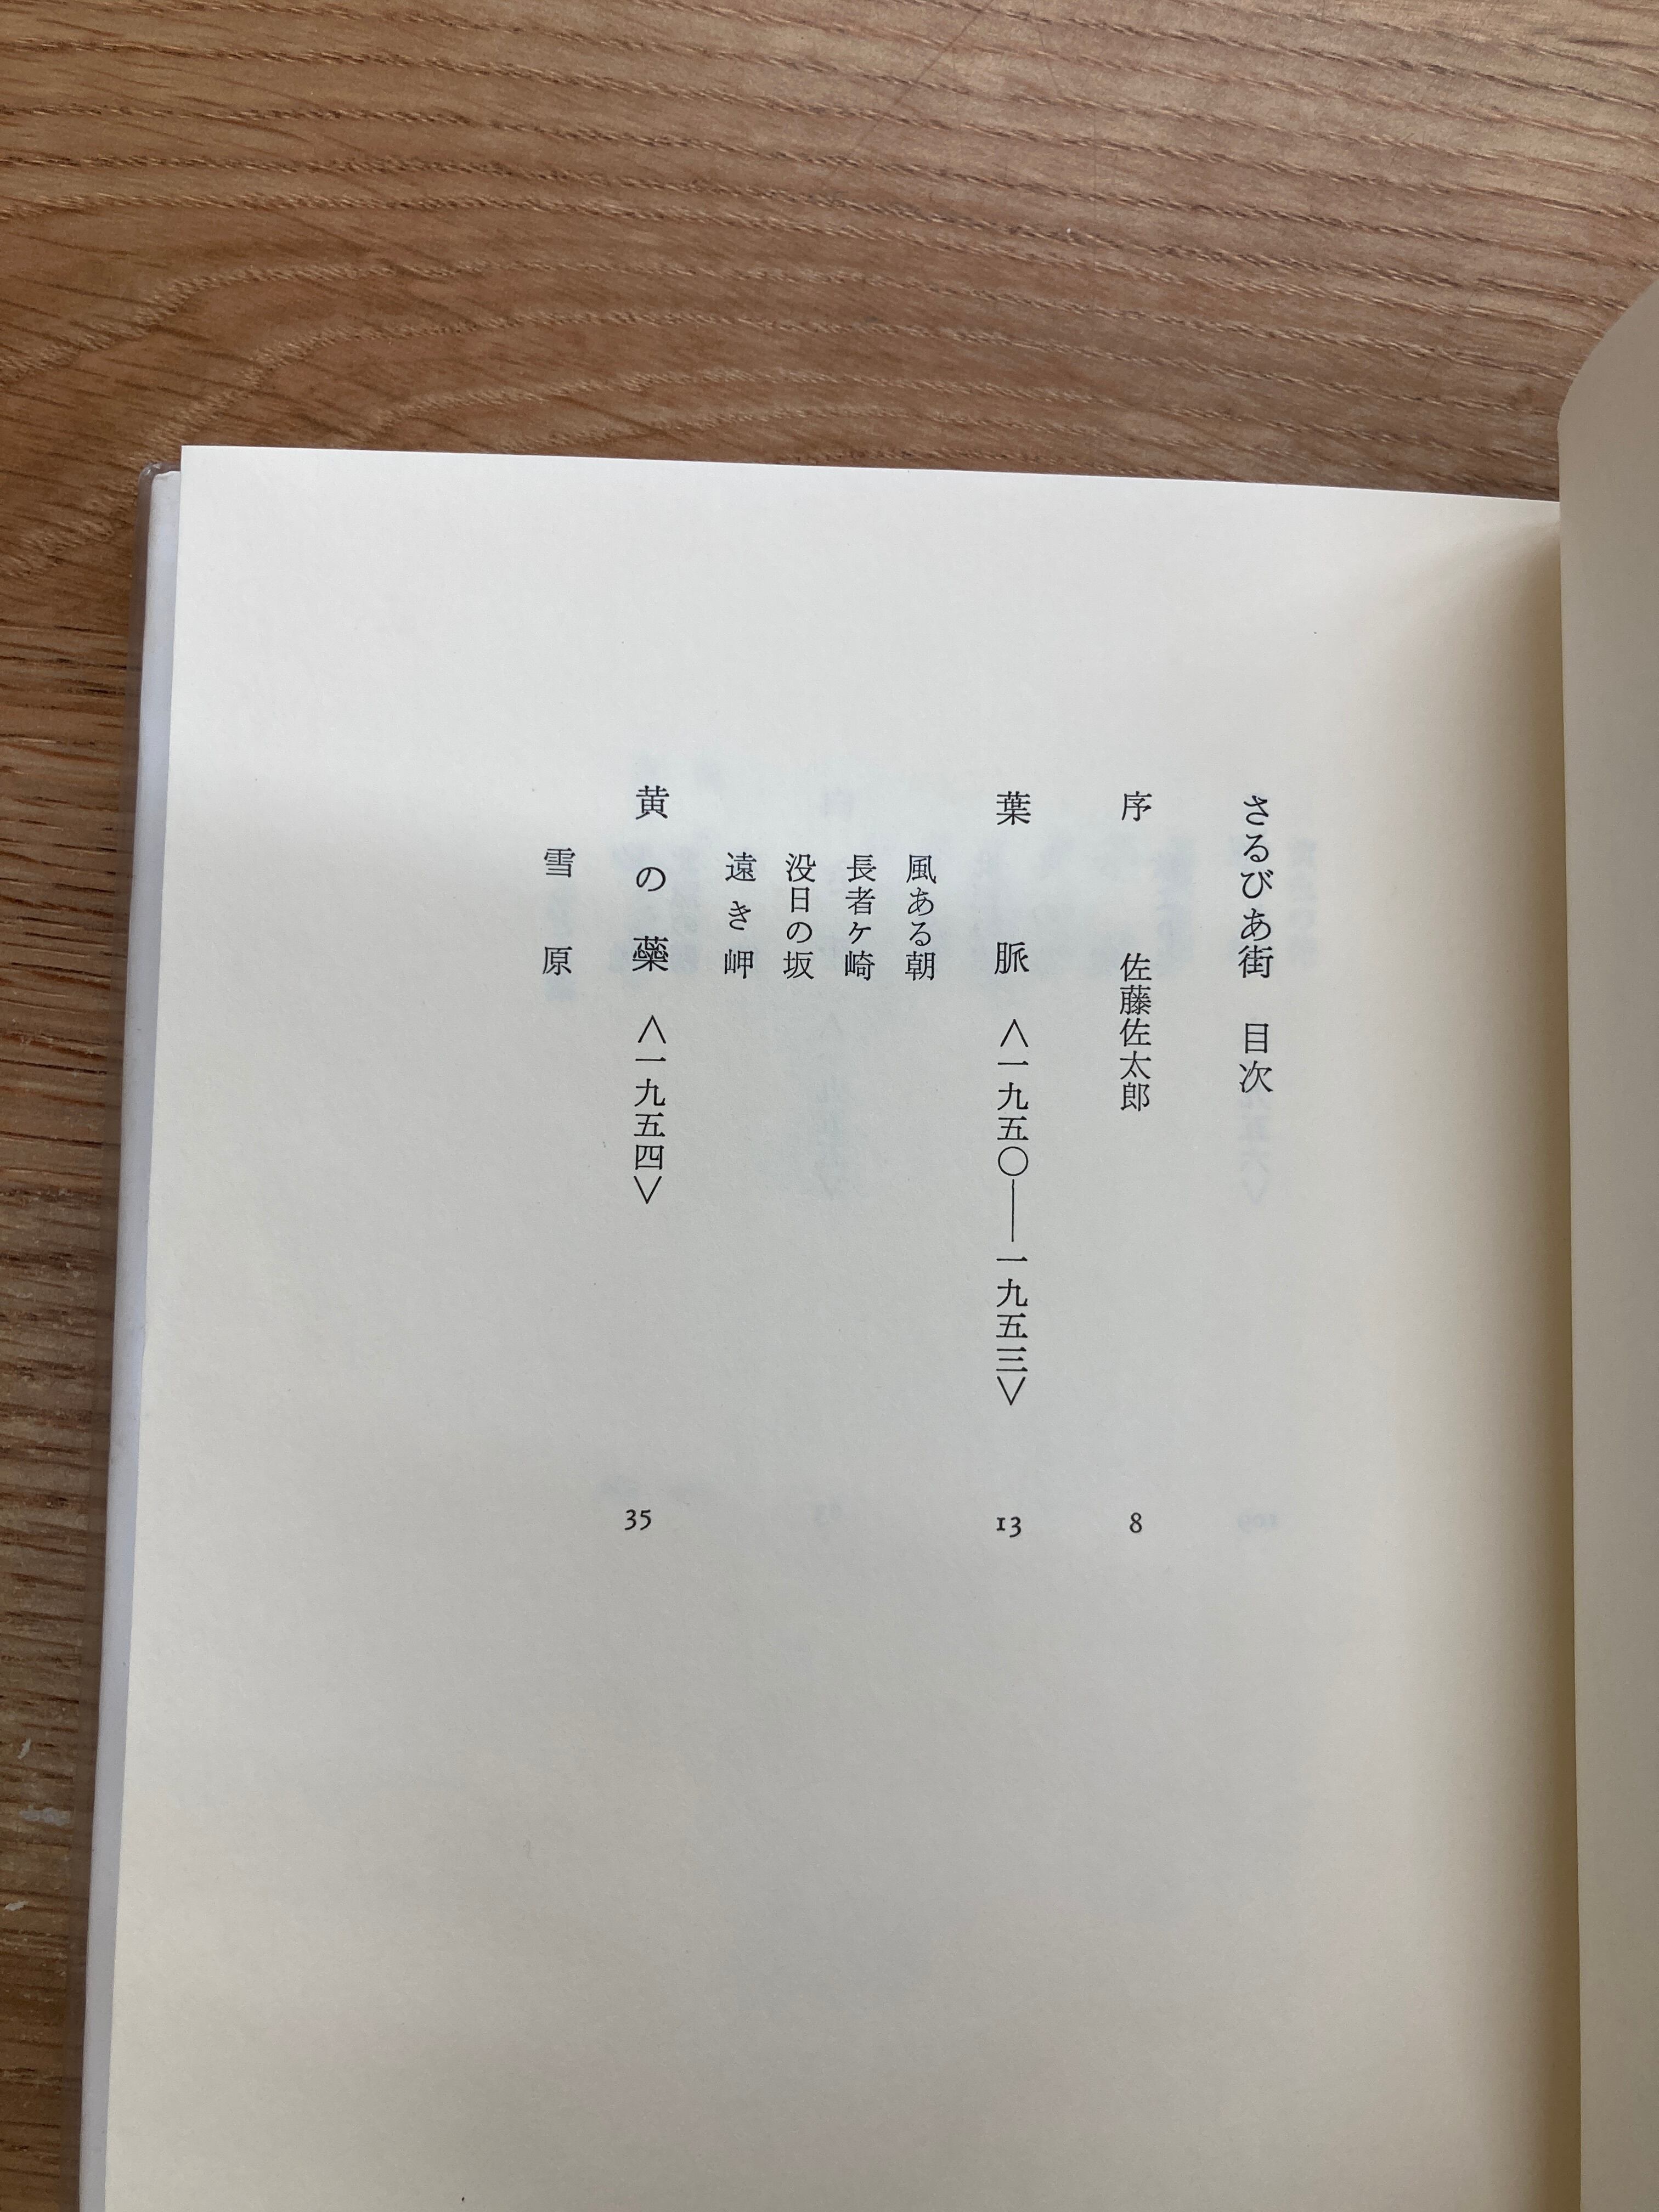 さるびあ街　目次
序　佐藤佐太郎　8
葉脈　〈一九五〇――一九五三〉　13
風ある朝
長者ケ崎
没日の坂
遠き岬
黄の蘂　〈一九五四〉　35
雪原